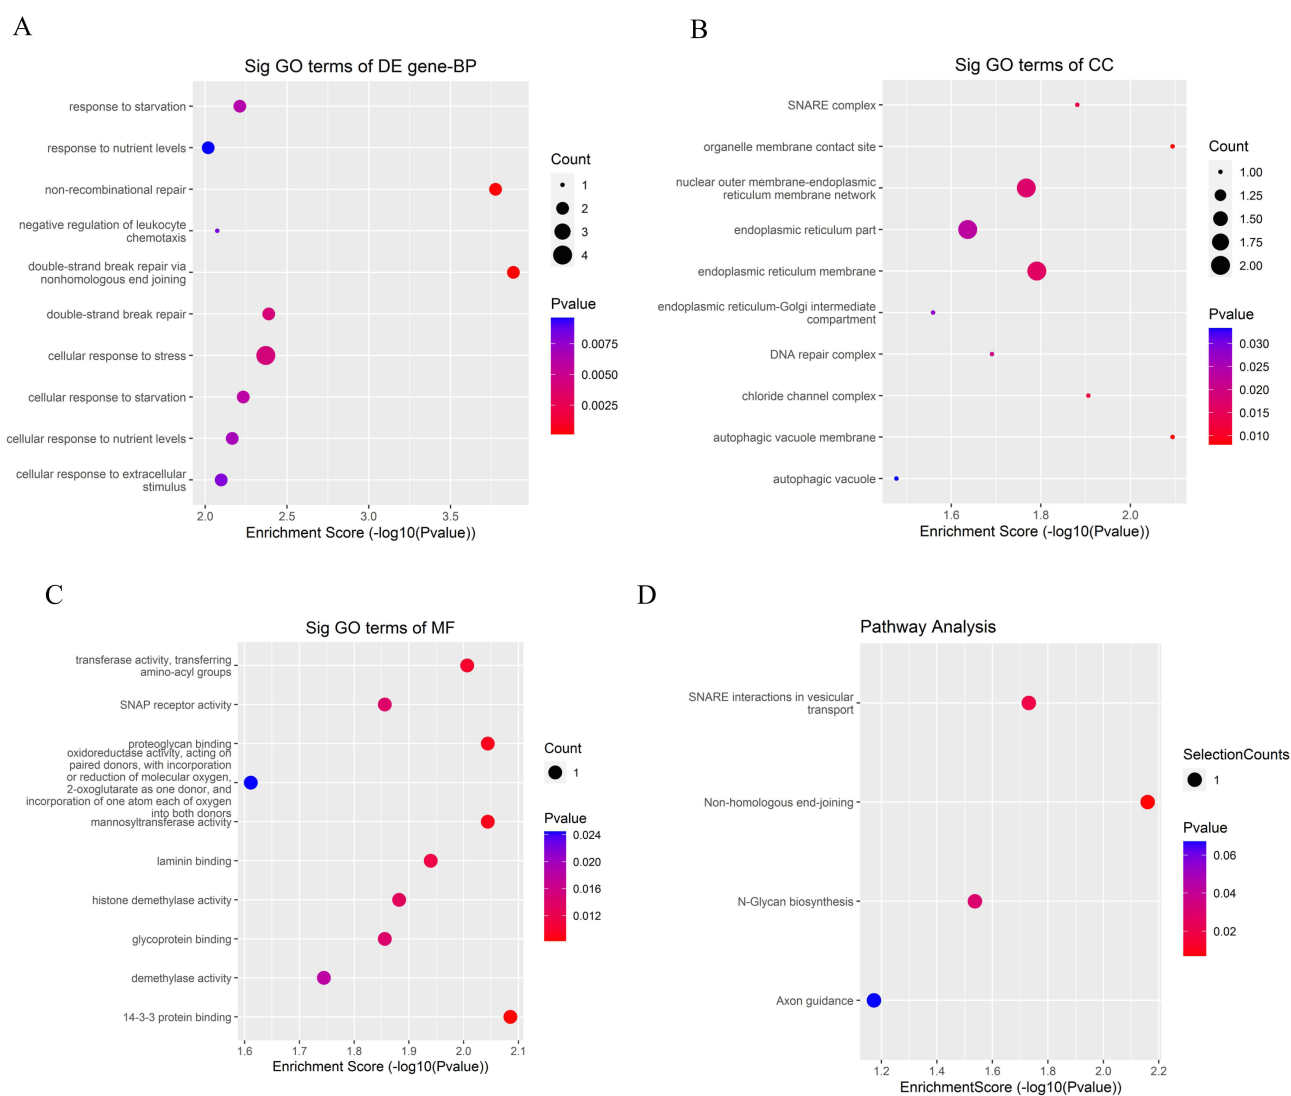 A
Sig GO terms of DE gene-BP
response to starvation
response to nutrient levels
non-recombinational repair
negative regulation of leukocyte
chemotaxis
double-strand break repair via
nonhomologous end joining
double-strand break repair
cellular response to stress
cellular response to starvation
cellular response to nutrient levels
cellular response to extracellular
stimulus
2.0 2.5 3.0 3.5
Enrichment Score (-log10(Pvalue))
Count
1
2
3
4
Pvalue
0.0075
0.0050
0.0025
B
Sig GO terms of CC
SNARE complex
organelle membrane contact site
nuclear outer membrane-endoplasmic
reticulum membrane network
endoplasmic reticulum part
endoplasmic reticulum membrane
endoplasmic reticulum-Golgi intermediate
compartment
DNA repair complex
chloride channel complex
autophagic vacuole membrane
autophagic vacuole
1.6 1.8 2.0
Enrichment Score (-log10(Pvalue))
Count
1.00
1.25
1.50
1.75
2.00
Pvalue
0.030
0.025
0.020
0.015
0.010
C
Sig GO terms of MF
transferase activity, transferring
amino-acyl groups
SNAP receptor activity
proteoglycan binding
oxidoreductase activity, acting on
paired donors, with incorporation
or reduction of molecular oxygen,
2-oxoglutarate as one donor, and
incorporation of one atom each of oxygen
into both donors
mannosyltransferase activity
laminin binding
histone demethylase activity
glycoprotein binding
demethylase activity
14-3-3 protein binding
1.6 1.7 1.8 1.9 2.0 2.1
Enrichment Score (-log10(Pvalue))
Count
1
Pvalue
0.024
0.020
0.016
0.012
D
Pathway Analysis
SNARE interactions in vesicular
transport
Non-homologous end-joining
N-Glycan biosynthesis
Axon guidance
1.2 1.4 1.6 1.8 2.0 2.2
EnrichmentScore (-log10(Pvalue))
SelectionCounts
1
Pvalue
0.06
0.04
0.02